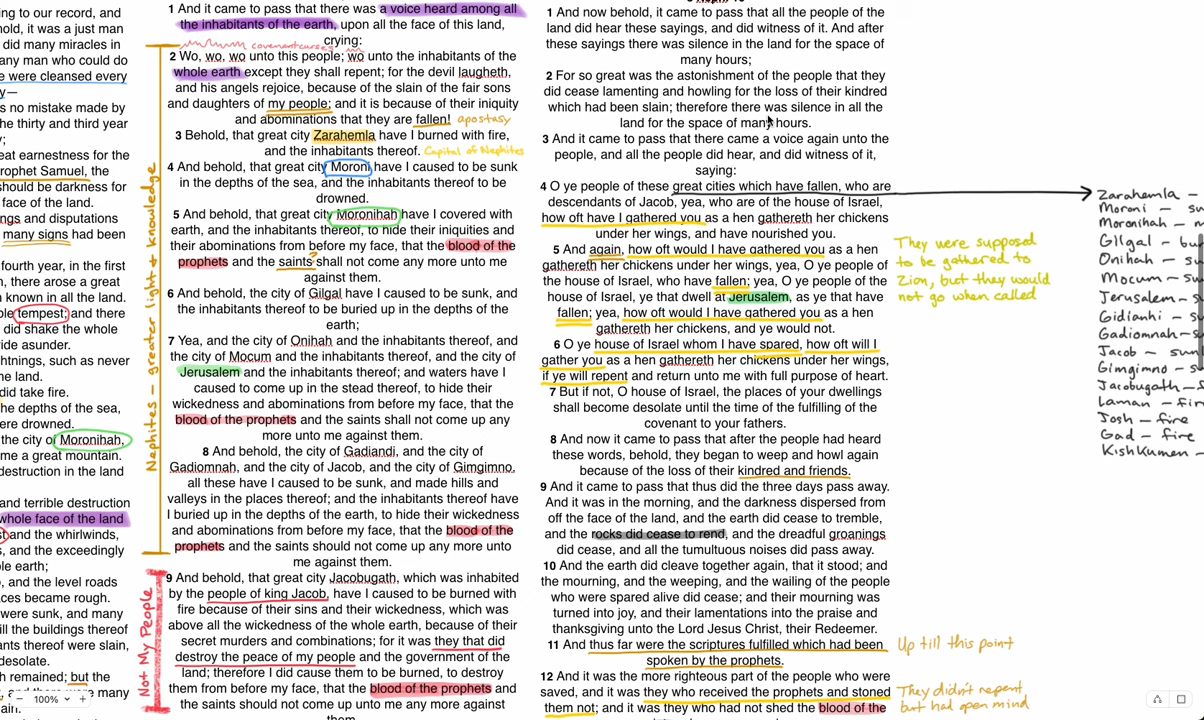 ng to our record, and
hold, it was a just man
did many miracles in
any man who could do
e were cleansed every
y—
s no mistake made by
he thirty and third year
y;
eat earnestness for the
rophet Samuel, the
should be darkness for
face of the land.
ngs and disputations
many signs had been
fourth year, in the first
h, there arose a great
n known in all the land.
ble tempest; and there
did shake the whole
ide asunder.
htnings, such as never
he land.
did take fire.
he depths of the sea,
ere drowned.
the city of Moronihah,
me a great mountain.
destruction in the land
and terrible destruction
whole face of the land
and the whirlwinds,
s, and the exceedingly
le earth;
, and the level roads
ces became rough.
were sunk, and many
ill the buildings thereof
ants thereof were slain,
desolate.
h remained; but the
e many
ain.
100%
1 And it came to pass that there was a voice heard among all
the inhabitants of the earth, upon all the face of this land,
crying:
covenant curse
2 Wo, wo, wo unto this people; wo unto the inhabitants of the
whole earth except they shall repent; for the devil laugheth,
and his angels rejoice, because of the slain of the fair sons
and daughters of my people; and it is because of their iniquity
and abominations that they are fallen! apostasy
3 Behold, that great city Zarahemla have I burned with fire,
and the inhabitants thereof. Capital of Nephites
4 And behold, that great city Moroni have I caused to be sunk
in the depths of the sea, and the inhabitants thereof to be
drowned.
5 And behold, that great city Moronihah have I covered with
earth, and the inhabitants thereof, to hide their iniquities and
their abominations from before my face, that the blood of the
prophets and the saints ? shall not come any more unto me
against them.
6 And behold, the city of Gilgal have I caused to be sunk, and
the inhabitants thereof to be buried up in the depths of the
earth;
7 Yea, and the city of Onihah and the inhabitants thereof, and
the city of Mocum and the inhabitants thereof, and the city of
Jerusalem and the inhabitants thereof; and waters have I
caused to come up in the stead thereof, to hide their
wickedness and abominations from before my face, that the
blood of the prophets and the saints shall not come up any
more unto me against them.
8 And behold, the city of Gadiandi, and the city of
Gadiomnah, and the city of Jacob, and the city of Gimgimno,
all these have I caused to be sunk, and made hills and
valleys in the places thereof; and the inhabitants thereof have
I buried up in the depths of the earth, to hide their wickedness
and abominations from before my face, that the blood of the
prophets and the saints should not come up any more unto
me against them.
9 And behold, that great city Jacobugath, which was inhabited
by the people of king Jacob, have I caused to be burned with
fire because of their sins and their wickedness, which was
above all the wickedness of the whole earth, because of their
secret murders and combinations; for it was they that did
destroy the peace of my people and the government of the
land; therefore I did cause them to be burned, to destroy
them from before my face, that the blood of the prophets and
the saints should not come up any more unto me against
them.
Nephites - greater light + knowledge
Not My People
1 And now behold, it came to pass that all the people of the
land did hear these sayings, and did witness of it. And after
these sayings there was silence in the land for the space of
many hours;
2 For so great was the astonishment of the people that they
did cease lamenting and howling for the loss of their kindred
which had been slain; therefore there was silence in all the
land for the space of many hours.
3 And it came to pass that there came a voice again unto the
people, and all the people did hear, and did witness of it,
saying:
4 O ye people of these great cities which have fallen, who are
descendants of Jacob, yea, who are of the house of Israel,
how oft have I gathered you as a hen gathereth her chickens
under her wings, and have nourished you.
5 And again, how oft would I have gathered you as a hen
gathereth her chickens under her wings, yea, O ye people of
the house of Israel, who have fallen; yea, O ye people of the
house of Israel, ye that dwell at Jerusalem, as ye that have
fallen; yea, how oft would I have gathered you as a hen
gathereth her chickens, and ye would not.
6 O ye house of Israel whom I have spared, how oft will I
gather you as a hen gathereth her chickens under her wings,
if ye will repent and return unto me with full purpose of heart.
7 But if not, O house of Israel, the places of your dwellings
shall become desolate until the time of the fulfilling of the
covenant to your fathers.
8 And now it came to pass that after the people had heard
these words, behold, they began to weep and howl again
because of the loss of their kindred and friends.
9 And it came to pass that thus did the three days pass away.
And it was in the morning, and the darkness dispersed from
off the face of the land, and the earth did cease to tremble,
and the rocks did cease to rend, and the dreadful groanings
did cease, and all the tumultuous noises did pass away.
10 And the earth did cleave together again, that it stood; and
the mourning, and the weeping, and the wailing of the people
who were spared alive did cease; and their mourning was
turned into joy, and their lamentations into the praise and
thanksgiving unto the Lord Jesus Christ, their Redeemer.
11 And thus far were the scriptures fulfilled which had been
spoken by the prophets.
12 And it was the more righteous part of the people who were
saved, and it was they who received the prophets and stoned
them not; and it was they who had not shed the blood of the
They were supposed
to be gathered to
Zion, but they would
not go when called
Up till this point
They didn't repent
but had open mind
Zarahemla -
Moroni - su
Moronihah - su
Gilgal - bu
Onihah - su
Mocum - su
Jerusalem - s
Gidianhi - su
Gadiomnah - su
Jacob - sun
Gimgimno - s
Jacobugath - f
Laman - fir
Josh - fire
Gad - fire
Kishkumen -